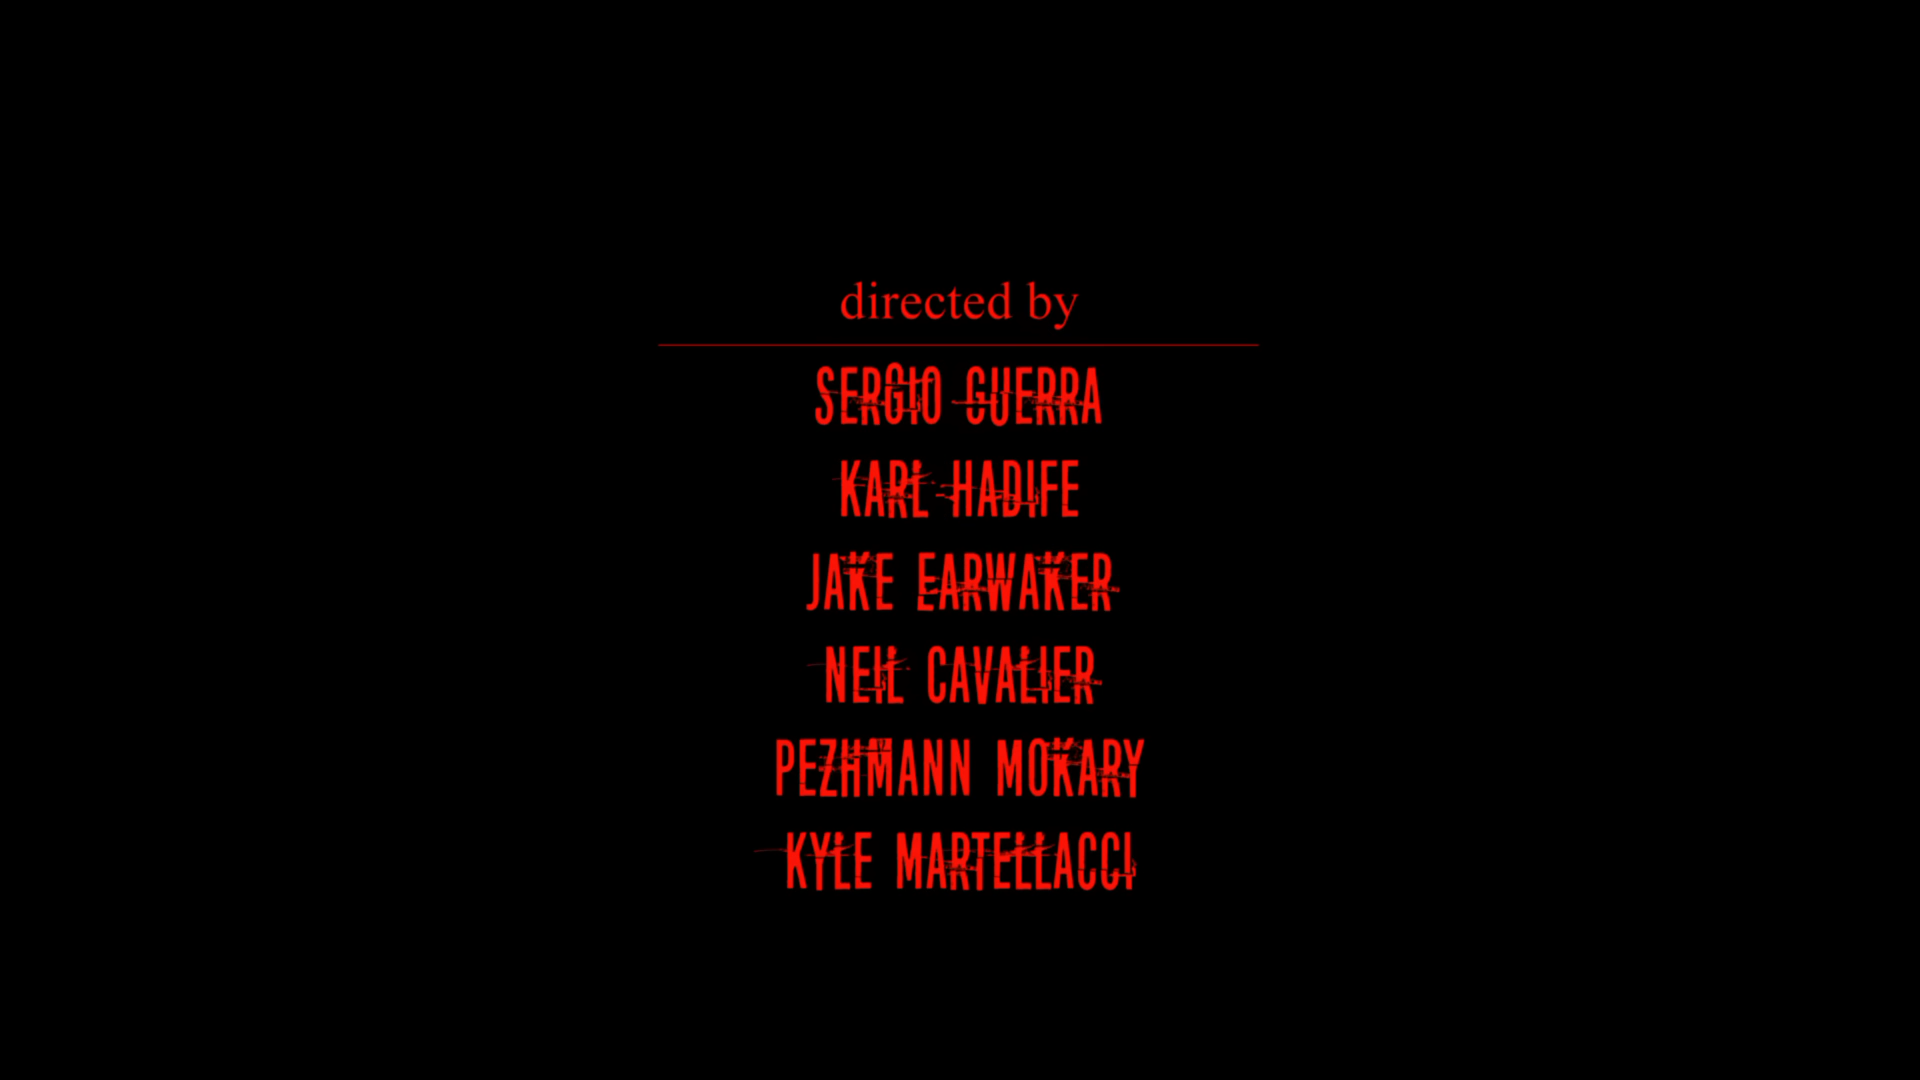 directed by
SERGIO GUERRA
KARL HADIFE
JAKE EARWAKER
NEIL CAVALIER
PEZHMANN MOKARY
KYLE MARTELLACCI